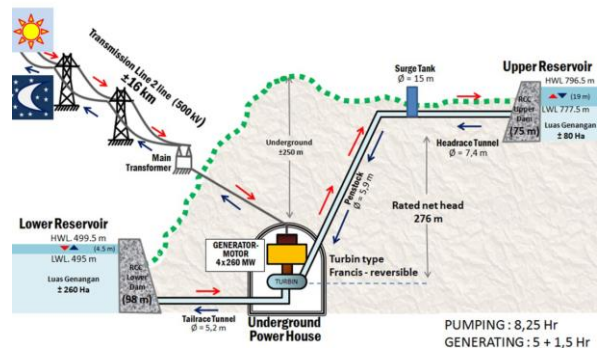 Transmission Line 2 line (500 kv)
±16 km
Main
Transformer
Underground
±250 m
Surge Tank
Ø = 15 m
Upper Reservoir
HWL 796.5 m
(19 m)
LWL 777.5 m
Luas Genangan
± 80 Ha
RCC
Upper
Dam
(75 m)
Headrace Tunnel
Ø = 7,4 m
Penstock
Ø = 5,9 m
Rated net head
276 m
Lower Reservoir
HWL. 499.5 m
(4.5 m)
LWL. 495 m
Luas Genangan
± 260 Ha
RCC
Lower
Dam
(98 m)
GENERATOR-
MOTOR
4 x 260 MW
TURBIN
Turbin type
Francis - reversible
Tailrace Tunnel
Ø = 5,2 m
Underground
Power House
PUMPING : 8,25 Hr
GENERATING : 5 + 1,5 Hr